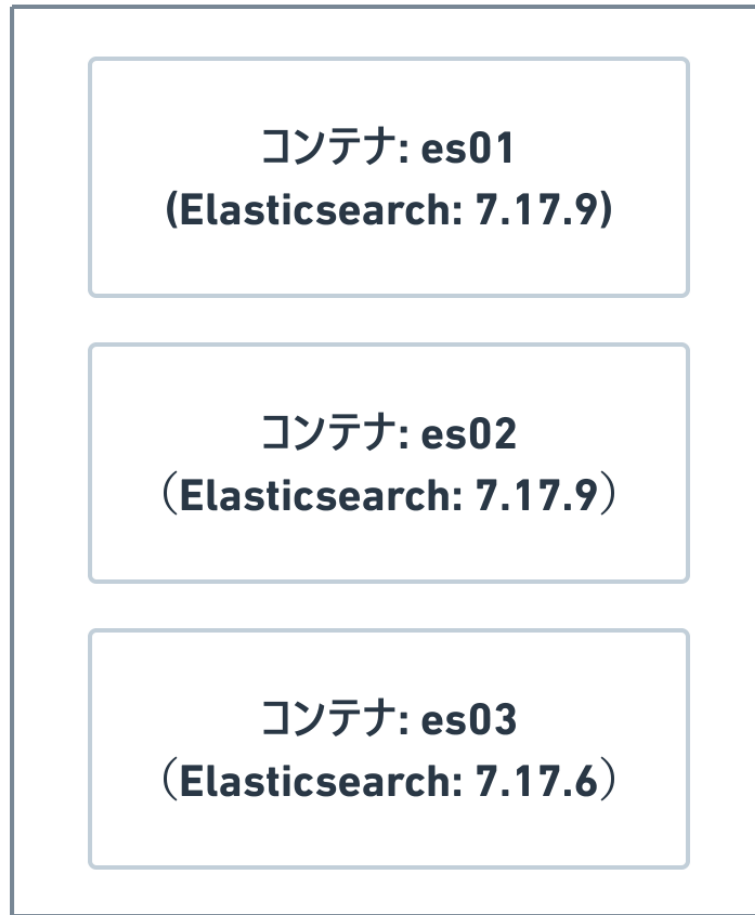 コンテナ: es01
(Elasticsearch: 7.17.9)
コンテナ: es02
（Elasticsearch: 7.17.9）
コンテナ: es03
（Elasticsearch: 7.17.6）